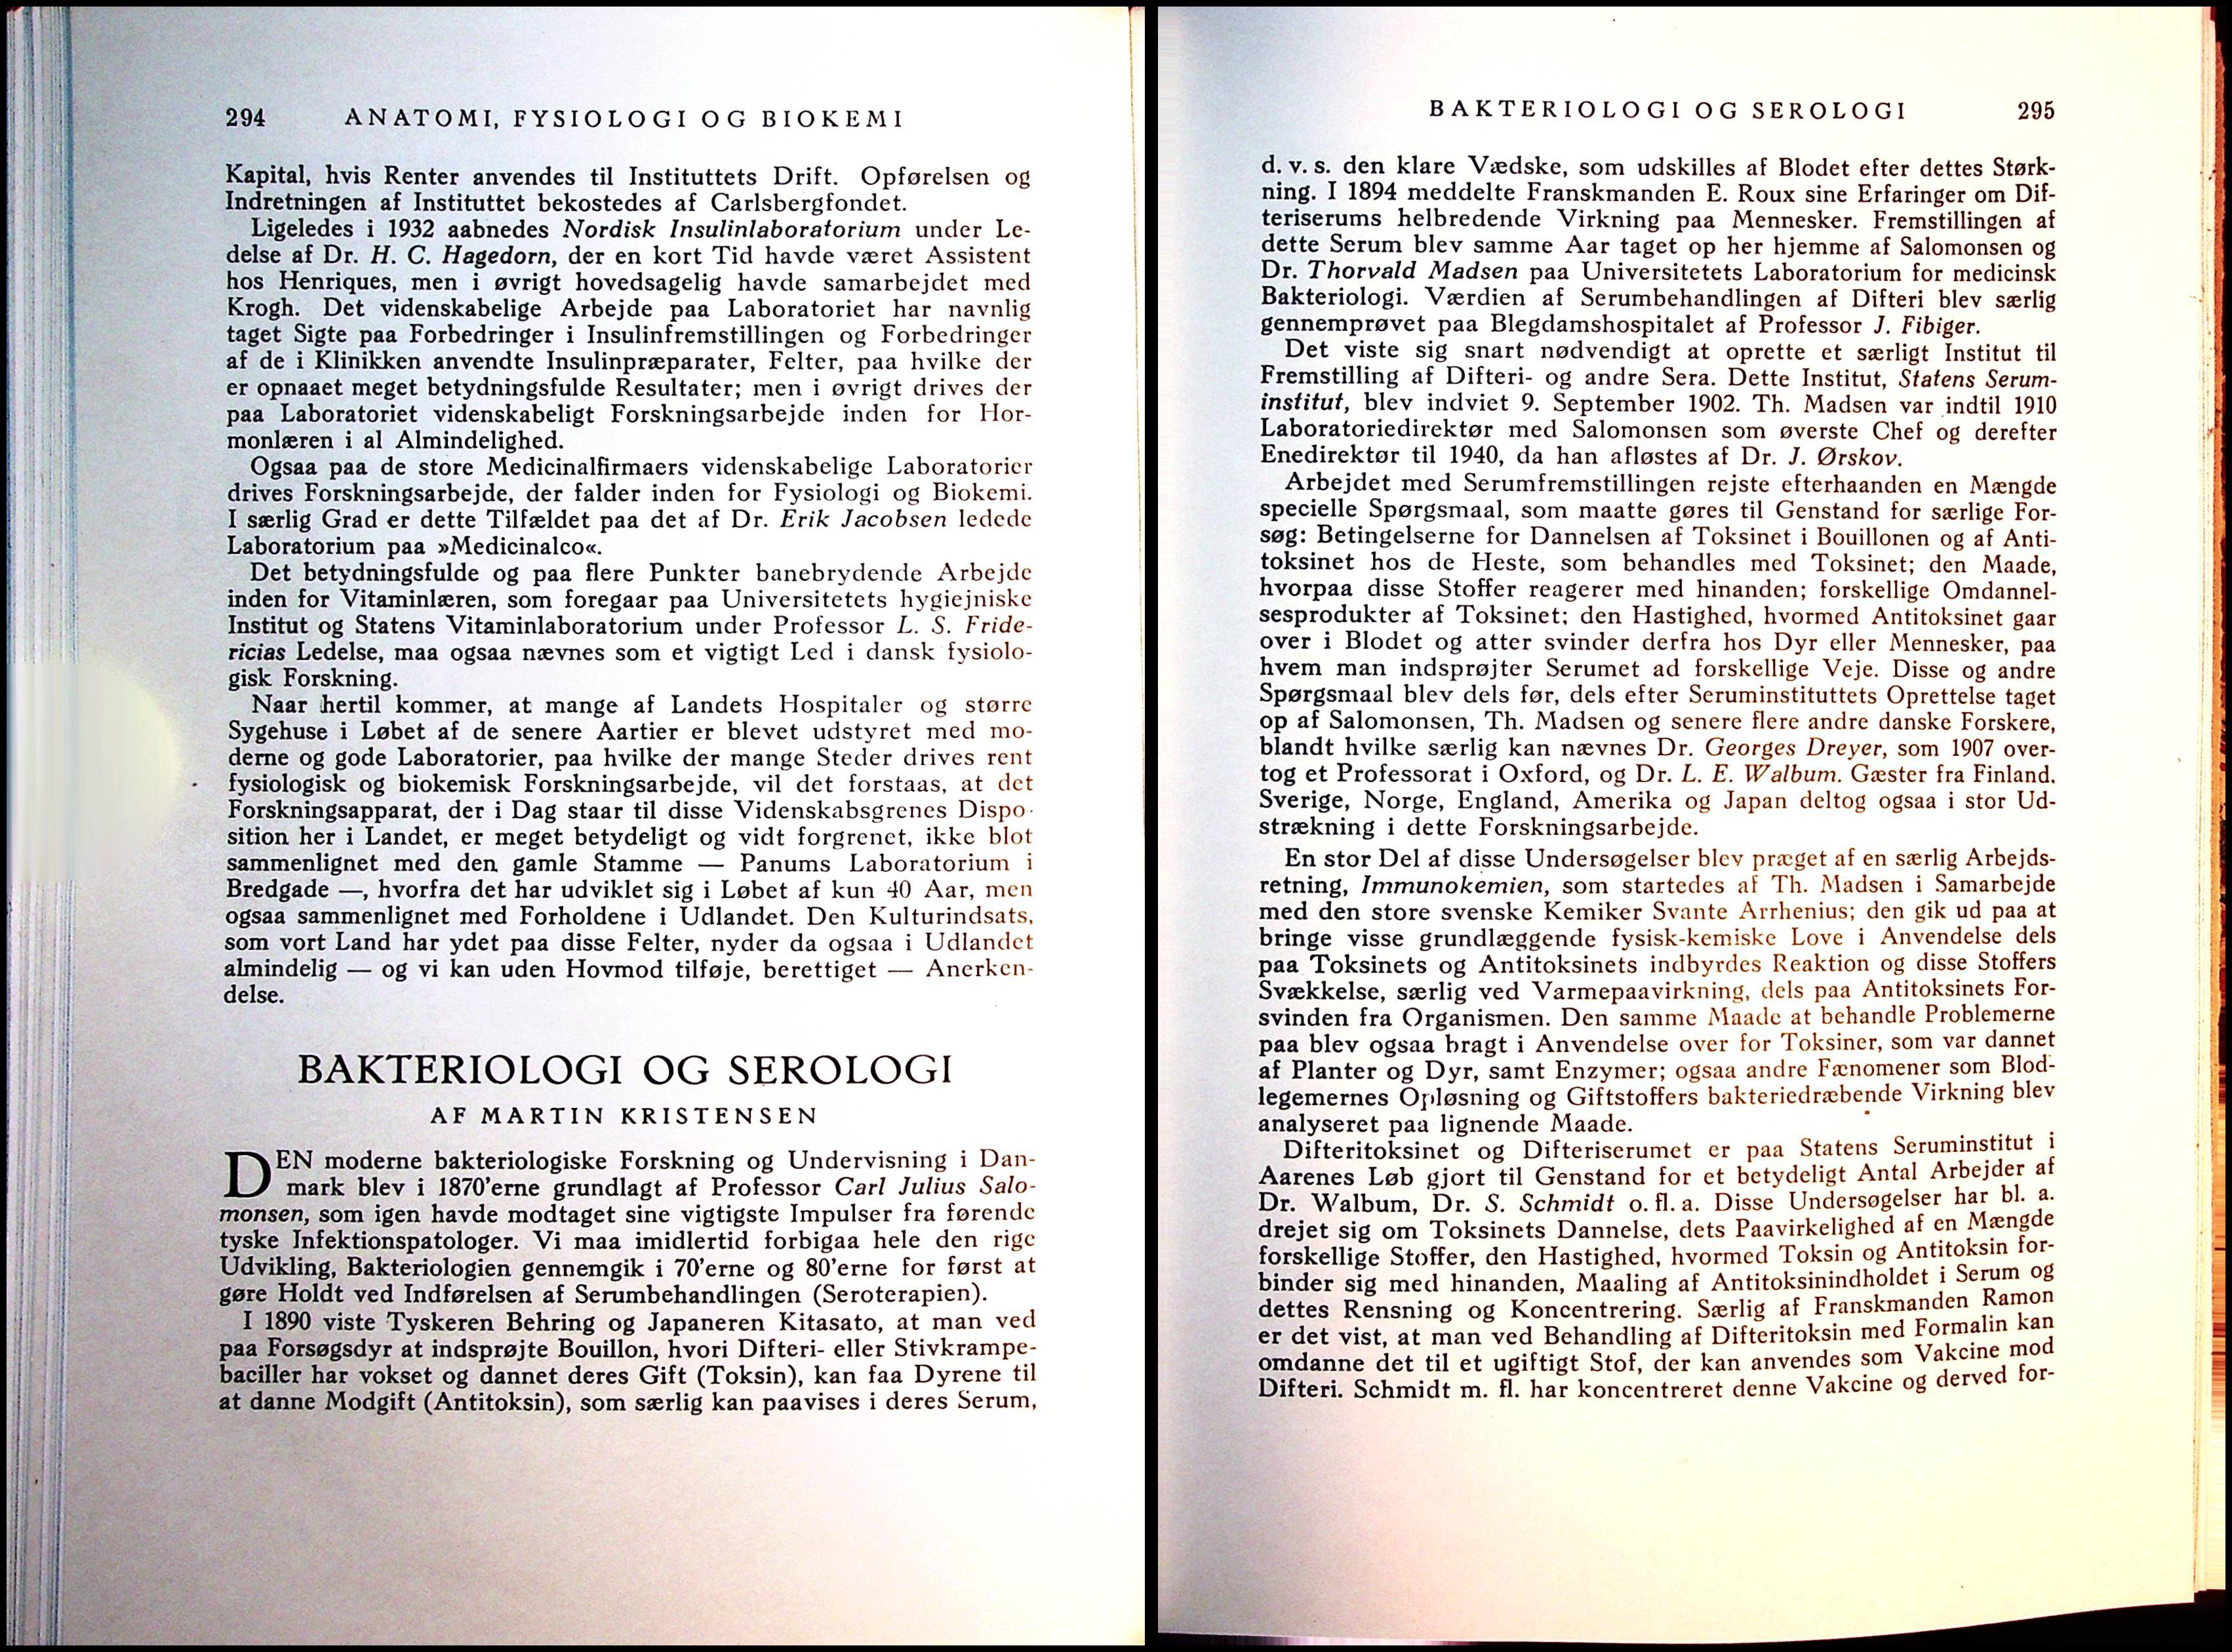 294 ANATOMI, FYSIOLOGI OG BIOKEMI
Kapital, hvis Renter anvendes til Instituttets Drift. Opførelsen og
Indretningen af Instituttet bekostedes af Carlsbergfondet.
Ligeledes i 1932 aabnedes Nordisk Insulinlaboratorium under Le-
delse af Dr. H. C. Hagedorn, der en kort Tid havde været Assistent
hos Henriques, men i øvrigt hovedsagelig havde samarbejdet med
Krogh. Det videnskabelige Arbejde paa Laboratoriet har navnlig
taget Sigte paa Forbedringer i Insulinfremstillingen og Forbedringer
af de i Klinikken anvendte Insulinpræparater, Felter, paa hvilke der
er opnaaet meget betydningsfulde Resultater; men i øvrigt drives der
paa Laboratoriet videnskabeligt Forskningsarbejde inden for Hor-
monlæren i al Almindelighed.
Ogsaa paa de store Medicinalfirmaers videnskabelige Laboratorier
drives Forskningsarbejde, der falder inden for Fysiologi og Biokemi.
I særlig Grad er dette Tilfældet paa det af Dr. Erik Jacobsen ledede
Laboratorium paa »Medicinalco«.
Det betydningsfulde og paa flere Punkter banebrydende Arbejde
inden for Vitaminlæren, som foregaar paa Universitetets hygiejniske
Institut og Statens Vitaminlaboratorium under Professor L. S. Fride-
ricias Ledelse, maa ogsaa nævnes som et vigtigt Led i dansk fysiolo-
gisk Forskning.
Naar hertil kommer, at mange af Landets Hospitaler og større
Sygehuse i Løbet af de senere Aartier er blevet udstyret med mo-
derne og gode Laboratorier, paa hvilke der mange Steder drives rent
fysiologisk og biokemisk Forskningsarbejde, vil det forstaas, at det
Forskningsapparat, der i Dag staar til disse Videnskabsgrenes Dispo-
sition her i Landet, er meget betydeligt og vidt forgrenet, ikke blot
sammenlignet med den gamle Stamme — Panums Laboratorium i
Bredgade —, hvorfra det har udviklet sig i Løbet af kun 40 Aar, men
ogsaa sammenlignet med Forholdene i Udlandet. Den Kulturindsats,
som vort Land har ydet paa disse Felter, nyder da ogsaa i Udlandet
almindelig — og vi kan uden Hovmod tilføje, berettiget — Anerken-
delse.
BAKTERIOLOGI OG SEROLOGI
AF MARTIN KRISTENSEN
DEN moderne bakteriologiske Forskning og Undervisning i Dan-
mark blev i 1870'erne grundlagt af Professor Carl Julius Salo-
monsen, som igen havde modtaget sine vigtigste Impulser fra førende
tyske Infektionspatologer. Vi maa imidlertid forbigaa hele den rige
Udvikling, Bakteriologien gennemgik i 70'erne og 80'erne for først at
gøre Holdt ved Indførelsen af Serumbehandlingen (Seroterapien).
I 1890 viste Tyskeren Behring og Japaneren Kitasato, at man ved
paa Forsøgsdyr at indsprøjte Bouillon, hvori Difteri- eller Stivkrampe-
baciller har vokset og dannet deres Gift (Toksin), kan faa Dyrene til
at danne Modgift (Antitoksin), som særlig kan paavises i deres Serum,
BAKTERIOLOGI OG SEROLOGI 295
d. v. s. den klare Vædske, som udskilles af Blodet efter dettes Størk-
ning. I 1894 meddelte Franskmanden E. Roux sine Erfaringer om Dif-
teriserums helbredende Virkning paa Mennesker. Fremstillingen af
dette Serum blev samme Aar taget op her hjemme af Salomonsen og
Dr. Thorvald Madsen paa Universitetets Laboratorium for medicinsk
Bakteriologi. Værdien af Serumbehandlingen af Difteri blev særlig
gennemprøvet paa Blegdamshospitalet af Professor J. Fibiger.
Det viste sig snart nødvendigt at oprette et særligt Institut til
Fremstilling af Difteri- og andre Sera. Dette Institut, Statens Serum-
institut, blev indviet 9. September 1902. Th. Madsen var indtil 1910
Laboratoriedirektør med Salomonsen som øverste Chef og derefter
Enedirektør til 1940, da han afløstes af Dr. J. Ørskov.
Arbejdet med Serumfremstillingen rejste efterhaanden en Mængde
specielle Spørgsmaal, som maatte gøres til Genstand for særlige For-
søg: Betingelserne for Dannelsen af Toksinet i Bouillonen og af Anti-
toksinet hos de Heste, som behandles med Toksinet; den Maade,
hvorpaa disse Stoffer reagerer med hinanden; forskellige Omdannel-
sesprodukter af Toksinet; den Hastighed, hvormed Antitoksinet gaar
over i Blodet og atter svinder derfra hos Dyr eller Mennesker, paa
hvem man indsprøjter Serumet ad forskellige Veje. Disse og andre
Spørgsmaal blev dels før, dels efter Seruminstituttets Oprettelse taget
op af Salomonsen, Th. Madsen og senere flere andre danske Forskere,
blandt hvilke særlig kan nævnes Dr. Georges Dreyer, som 1907 over-
tog et Professorat i Oxford, og Dr. L. E. Walbum. Gæster fra Finland,
Sverige, Norge, England, Amerika og Japan deltog ogsaa i stor Ud-
strækning i dette Forskningsarbejde.
En stor Del af disse Undersøgelser blev præget af en særlig Arbejds-
retning, Immunokemien, som startedes af Th. Madsen i Samarbejde
med den store svenske Kemiker Svante Arrhenius; den gik ud paa at
bringe visse grundlæggende fysisk-kemiske Love i Anvendelse dels
paa Toksinets og Antitoksinets indbyrdes Reaktion og disse Stoffers
Svækkelse, særlig ved Varmepaavirkning, dels paa Antitoksinets For-
svinden fra Organismen. Den samme Maade at behandle Problemerne
paa blev ogsaa bragt i Anvendelse over for Toksiner, som var dannet
af Planter og Dyr, samt Enzymer; ogsaa andre Fænomener som Blod-
legemernes Opløsning og Giftstoffers bakteriedræbende Virkning blev
analyseret paa lignende Maade.
Difteritoksinet og Difteriserumet er paa Statens Seruminstitut i
Aarenes Løb gjort til Genstand for et betydeligt Antal Arbejder af
Dr. Walbum, Dr. S. Schmidt o. fl. a. Disse Undersøgelser har bl. a.
drejet sig om Toksinets Dannelse, dets Paavirkelighed af en Mængde
forskellige Stoffer, den Hastighed, hvormed Toksin og Antitoksin for-
binder sig med hinanden, Maaling af Antitoksinindholdet i Serum og
dettes Rensning og Koncentrering. Særlig af Franskmanden Ramon
er det vist, at man ved Behandling af Difteritoksin med Formalin kan
omdanne det til et ugiftigt Stof, der kan anvendes som Vakcine mod
Difteri. Schmidt m. fl. har koncentreret denne Vakcine og derved for-